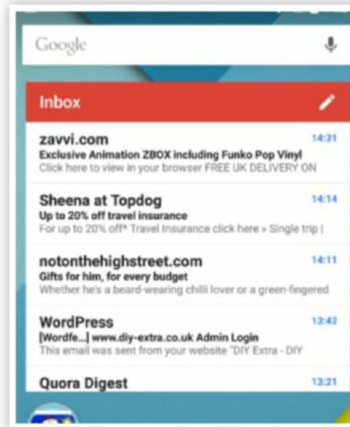 Google
Inbox
zavvi.com 14:31
Exclusive Animation ZBOX including Funko Pop Vinyl
Click here to view in your browser FREE UK DELIVERY ON
Sheena at Topdog 14:14
Up to 20% off travel insurance
For up to 20% off* Travel Insurance click here » Single trip |
notonthehighstreet.com 14:11
Gifts for him, for every budget
Whether he's a beard-wearing chilli lover or a green-fingered
WordPress 13:42
[Wordfe...] www.diy-extra.co.uk Admin Login
This email was sent from your website "DIY Extra - DIY
Quora Digest 13:21